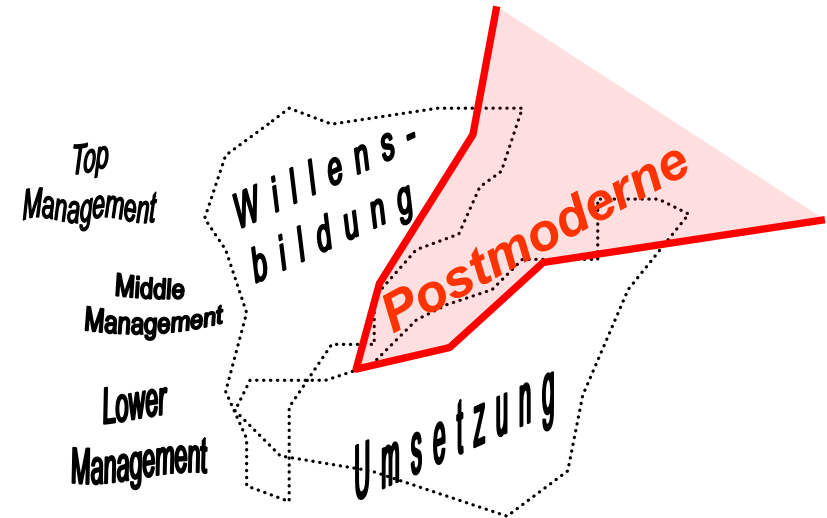 Top
Management
Middle
Management
Lower
Management
Willens-
bildung
Postmoderne
Umsetzung